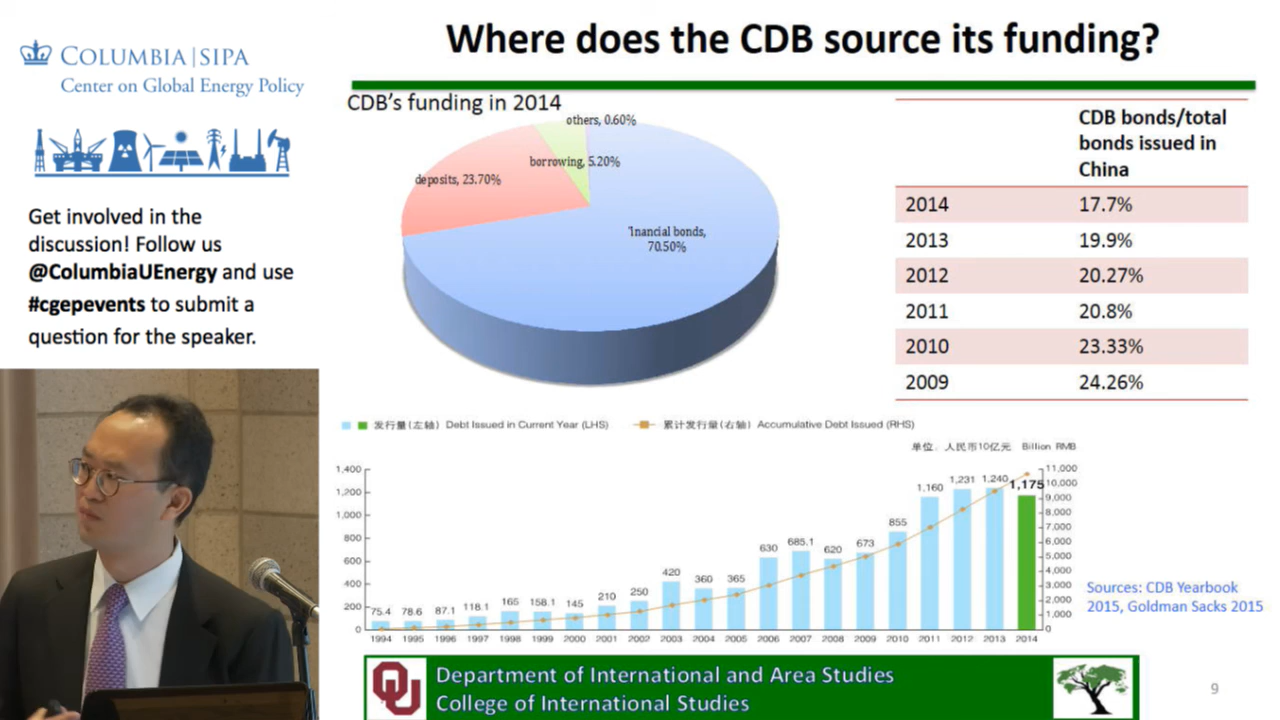 Where does the CDB source its funding?
COLUMBIA|SIPA
Center on Global Energy Policy
Get involved in the
discussion! Follow us
@ColumbiaUEnergy and use
#cgepevents to submit a
question for the speaker.
CDB's funding in 2014
others, 0.60%
borrowing, 5.20%
deposits, 23.70%
financial bonds,
70.50%
CDB bonds/total
bonds issued in
China
2014 17.7%
2013 19.9%
2012 20.27%
2011 20.8%
2010 23.33%
2009 24.26%
发行量(左轴) Debt Issued in Current Year (LHS) 累计发行量(右轴) Accumulative Debt Issued (RHS)
单位:人民币10亿元 Billion RMB
1,400
1,200
1,000
800
600
400
200
0
75.4 78.6 87.1 118.1 165 158.1 145 210 250 420 360 365 630 685.1 620 673 855 1,160 1,231 1,240 1,175
11,000
10,000
9,000
8,000
7,000
6,000
5,000
4,000
3,000
2,000
1,000
0
1994 1995 1996 1997 1998 1999 2000 2001 2002 2003 2004 2005 2006 2007 2008 2009 2010 2011 2012 2013 2014
Sources: CDB Yearbook
2015, Goldman Sacks 2015
Department of International and Area Studies
College of International Studies
9